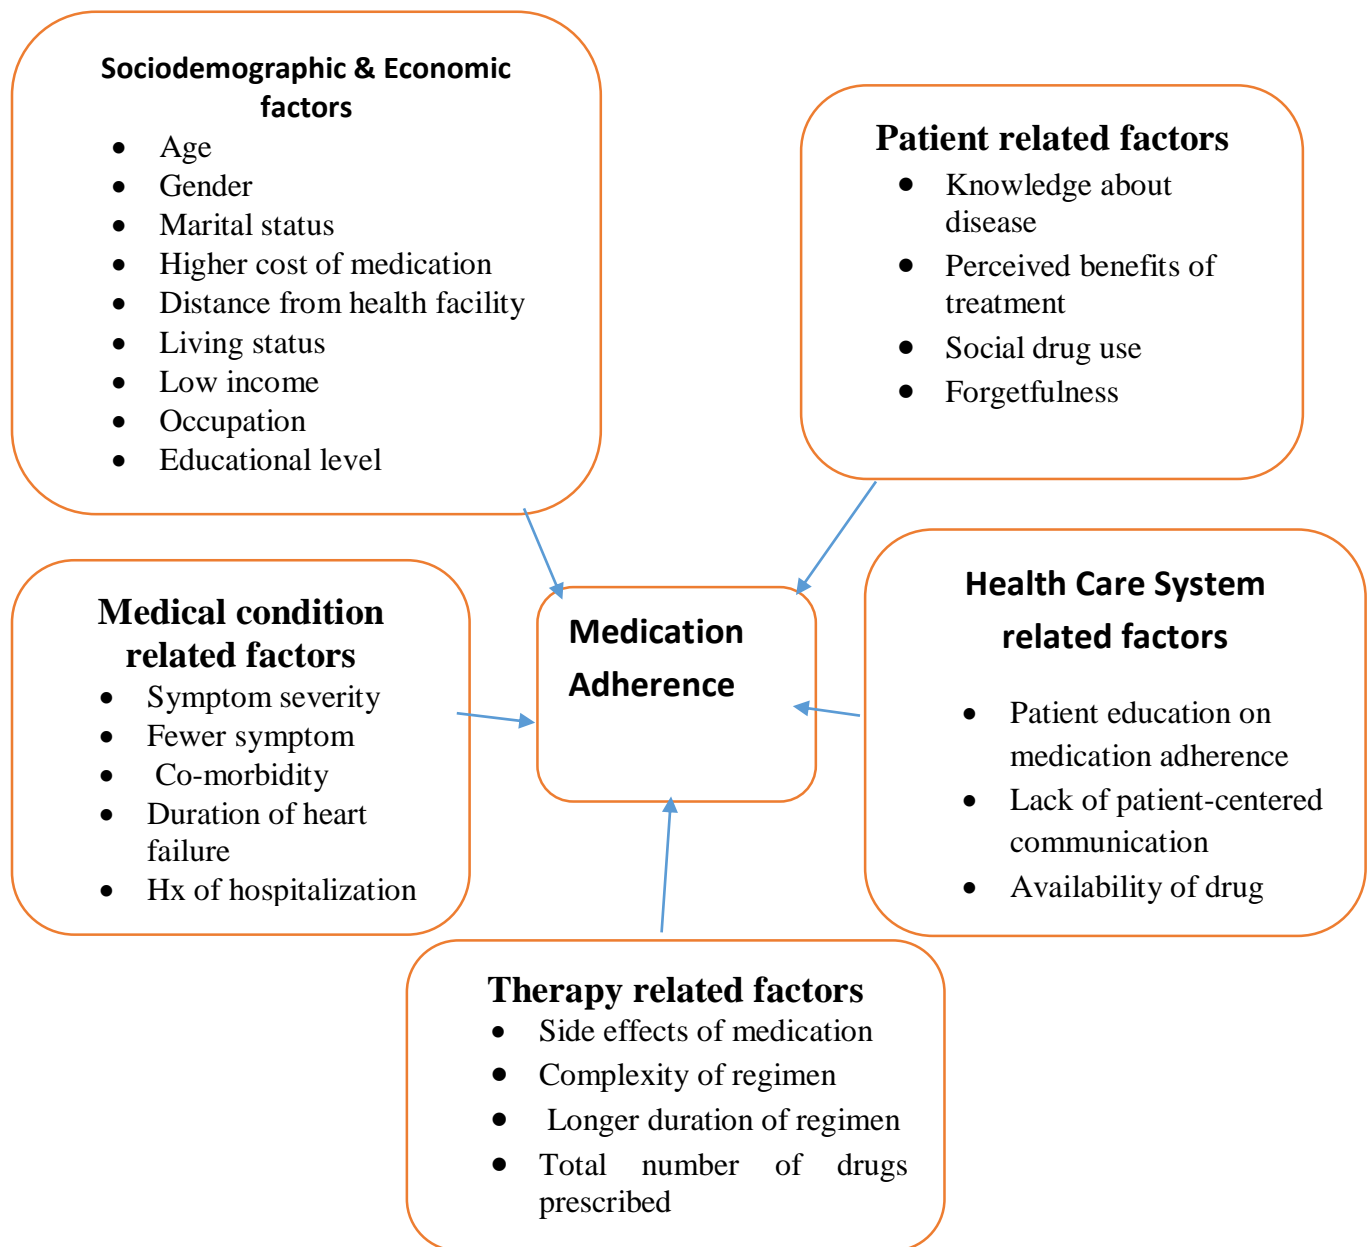 Sociodemographic & Economic
factors
• Age
• Gender
• Marital status
• Higher cost of medication
• Distance from health facility
• Living status
• Low income
• Occupation
• Educational level
Patient related factors
• Knowledge about
disease
• Perceived benefits of
treatment
• Social drug use
• Forgetfulness
Medical condition
related factors
• Symptom severity
• Fewer symptom
• Co-morbidity
• Duration of heart
failure
• Hx of hospitalization
Medication
Adherence
Health Care System
related factors
• Patient education on
medication adherence
• Lack of patient-centered
communication
• Availability of drug
Therapy related factors
• Side effects of medication
• Complexity of regimen
• Longer duration of regimen
• Total number of drugs
prescribed